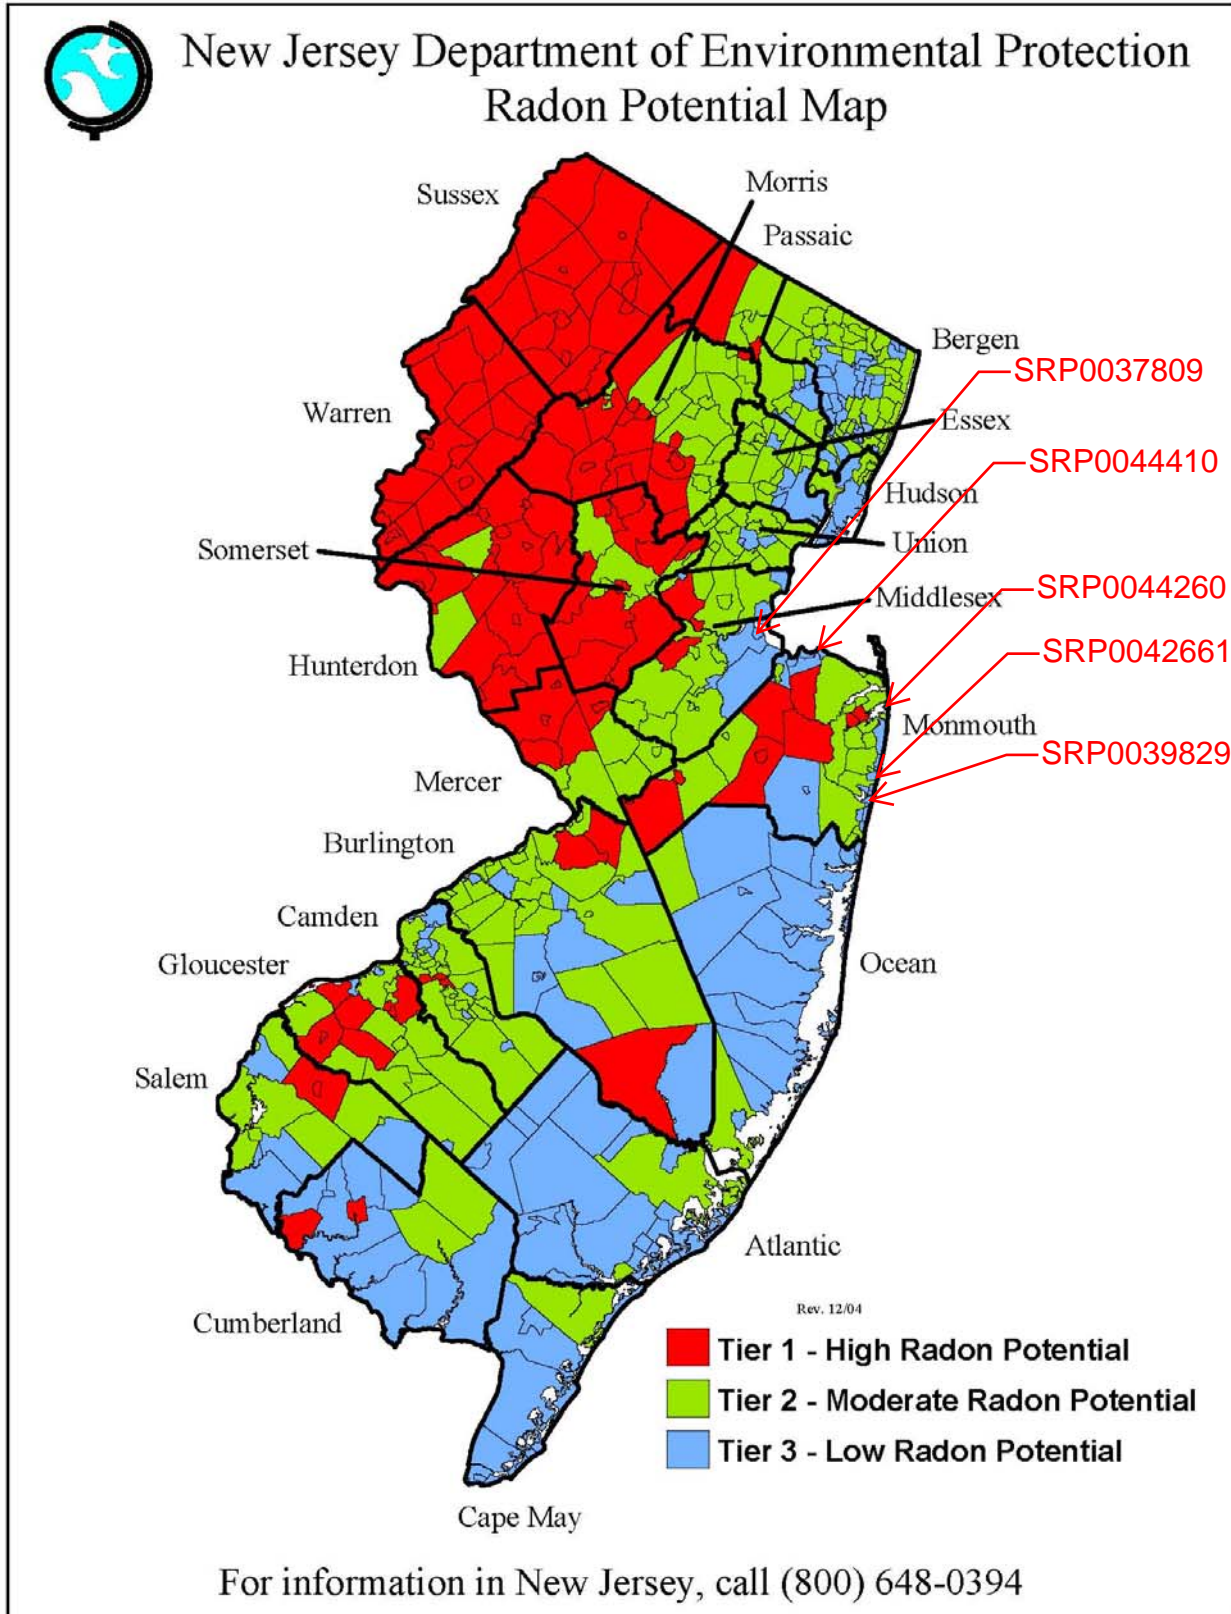 New Jersey Department of Environmental Protection
Radon Potential Map
Sussex
Morris
Passaic
Bergen
SRP0037809
Warren
Essex
SRP0044410
Hudson
Somerset
Union
SRP0044260
Middlesex
Hunterdon
SRP0042661
Monmouth
SRP0039829
Mercer
Burlington
Camden
Gloucester
Ocean
Salem
Atlantic
Cumberland
Rev. 12/04
Tier 1 - High Radon Potential
Tier 2 - Moderate Radon Potential
Tier 3 - Low Radon Potential
Cape May
For information in New Jersey, call (800) 648-0394